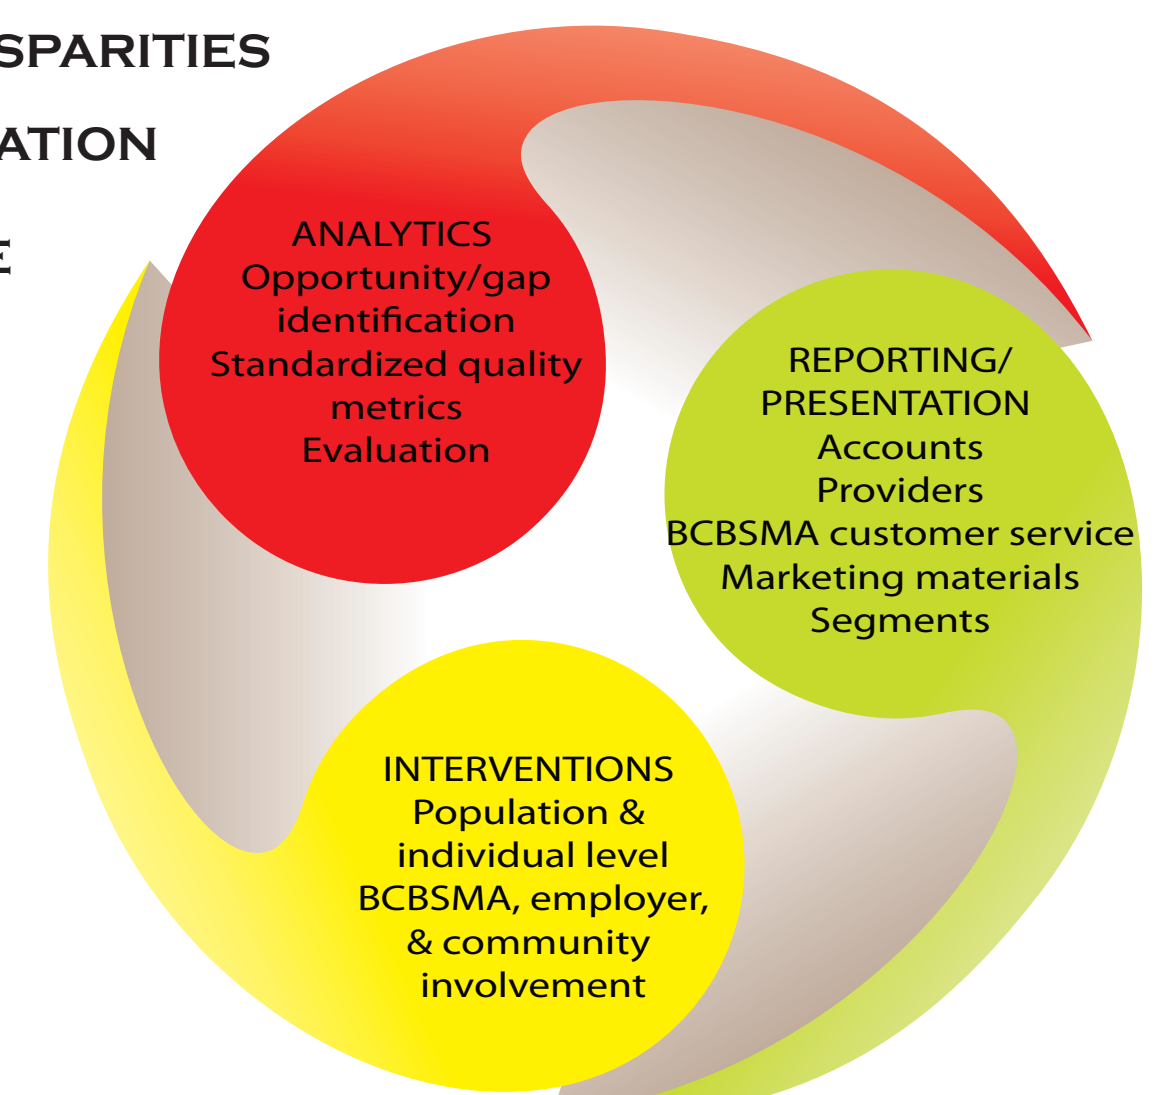 SPARITIES
ATION
E
ANALYTICS
Opportunity/gap
identification
Standardized quality
metrics
Evaluation
REPORTING/
PRESENTATION
Accounts
Providers
BCBSMA customer service
Marketing materials
Segments
INTERVENTIONS
Population &
individual level
BCBSMA, employer,
& community
involvement